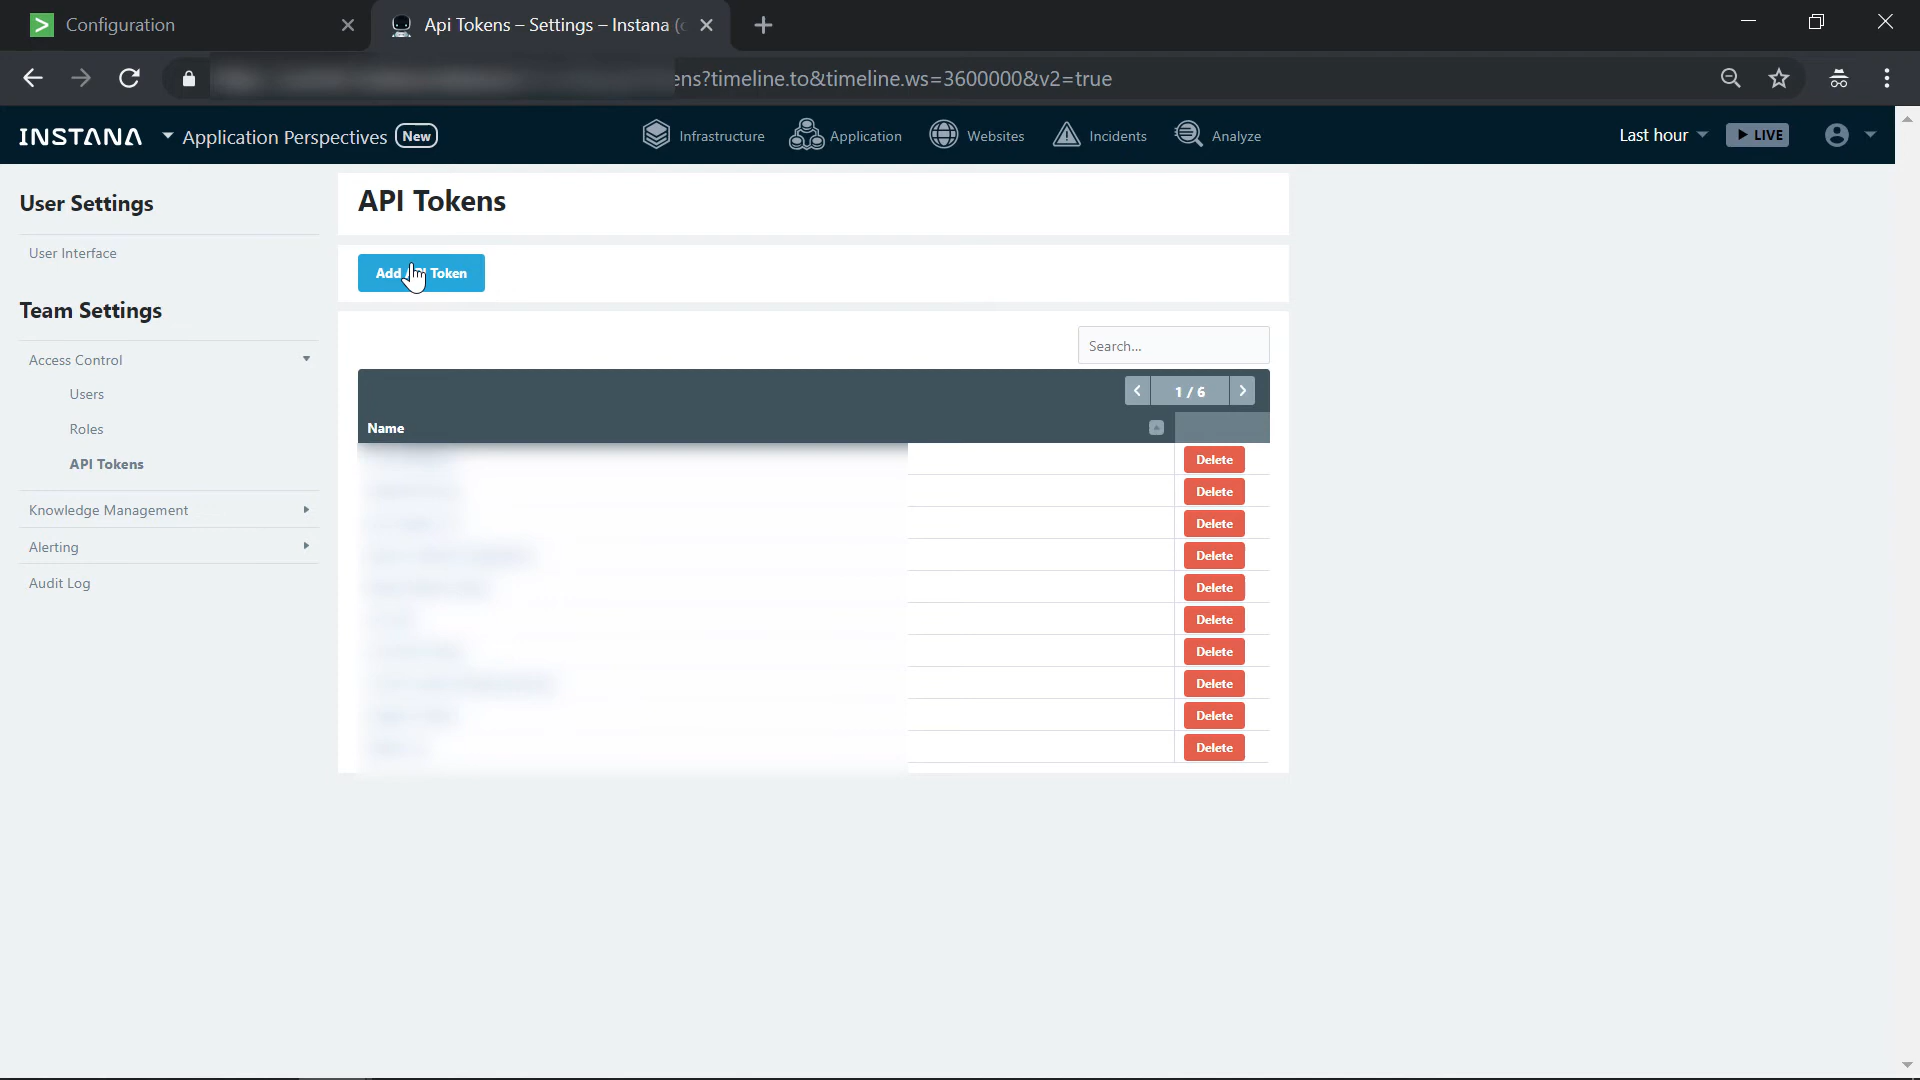 Configuration
Api Tokens – Settings – Instana (
ens?timeline.to&timeline.ws=3600000&v2=true
INSTANA
Application Perspectives New
Infrastructure
Application
Websites
Incidents
Analyze
Last hour
LIVE
User Settings
User Interface
Team Settings
Access Control
Users
Roles
API Tokens
Knowledge Management
Alerting
Audit Log
API Tokens
Add API Token
Search...
1 / 6
Name
Delete
Delete
Delete
Delete
Delete
Delete
Delete
Delete
Delete
Delete